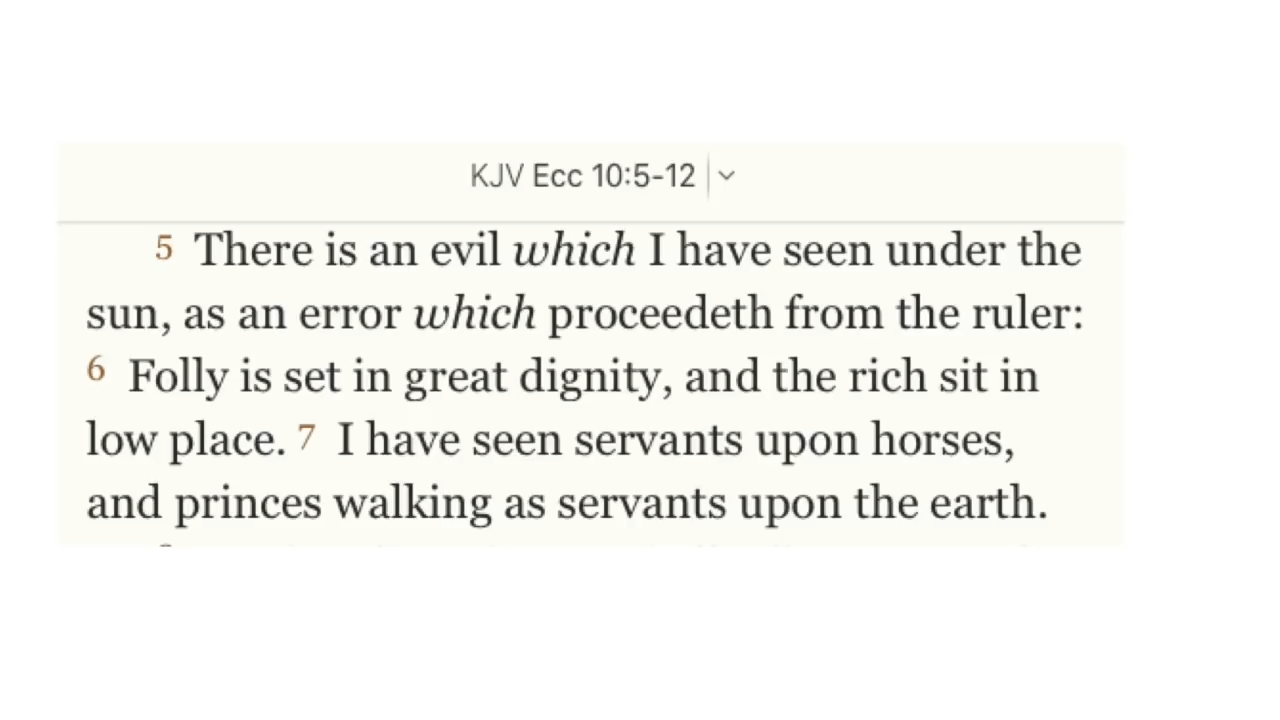 KJV Ecc 10:5-12
5 There is an evil which I have seen under the
sun, as an error which proceedeth from the ruler:
6 Folly is set in great dignity, and the rich sit in
low place. 7 I have seen servants upon horses,
and princes walking as servants upon the earth.